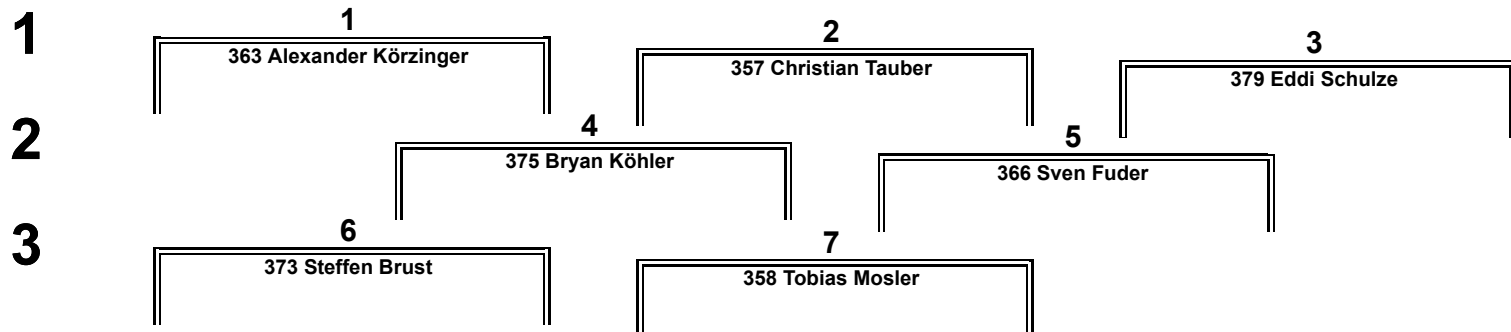 1
1
363 Alexander Körzinger
2
357 Christian Tauber
3
379 Eddi Schulze
2
4
375 Bryan Köhler
5
366 Sven Fuder
3
6
373 Steffen Brust
7
358 Tobias Mosler